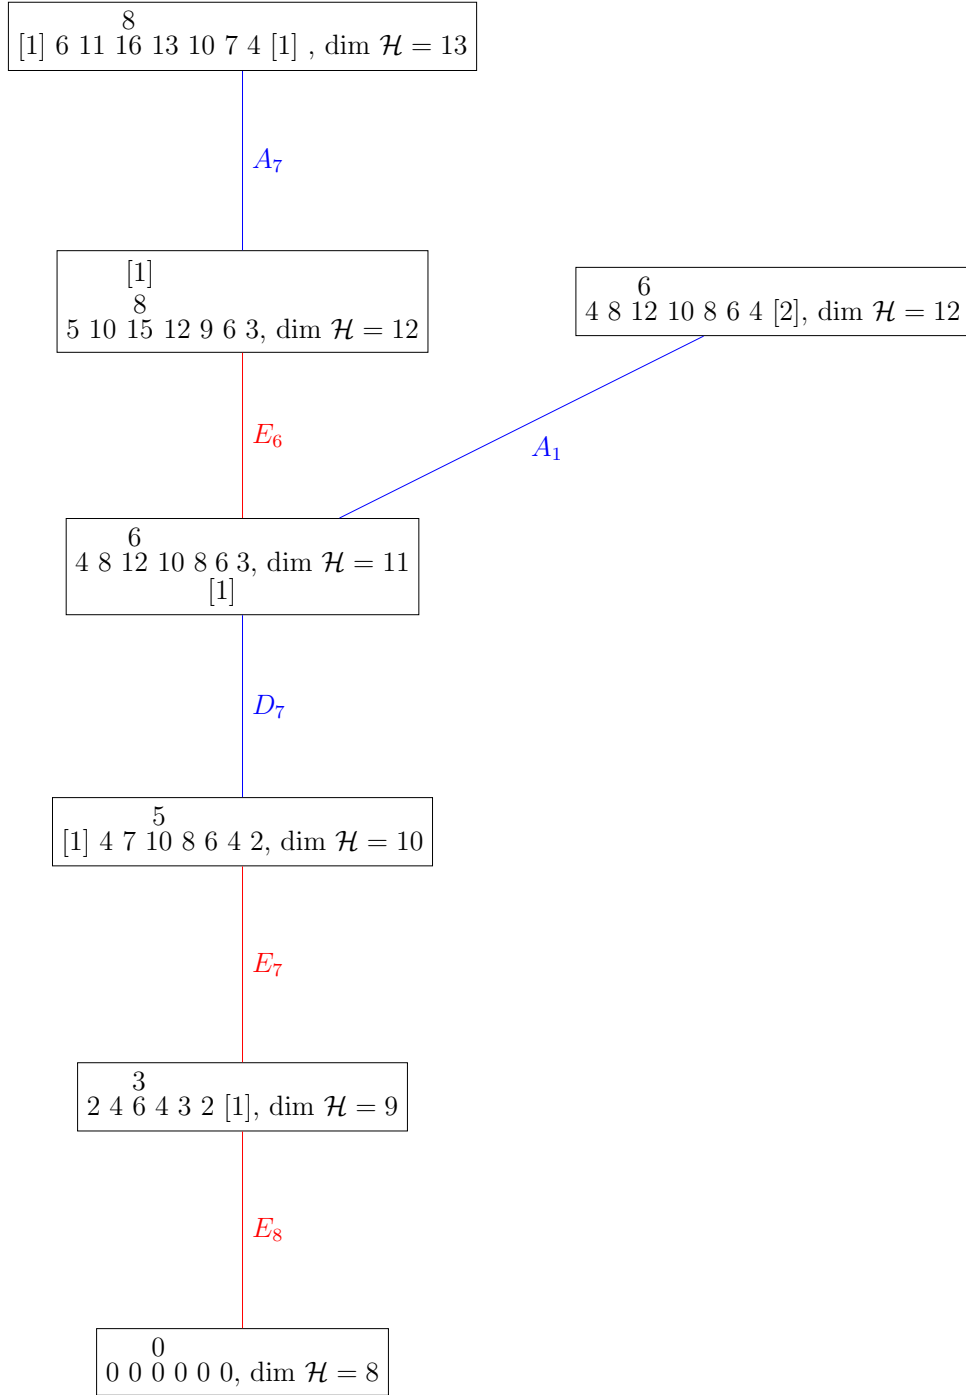 8
[1] 6 11 16 13 10 7 4 [1] , dim ℋ = 13
A₇
[1]
8
5 10 15 12 9 6 3, dim ℋ = 12
6
4 8 12 10 8 6 4 [2], dim ℋ = 12
E₆
A₁
6
4 8 12 10 8 6 3, dim ℋ = 11
[1]
D₇
5
[1] 4 7 10 8 6 4 2, dim ℋ = 10
E₇
3
2 4 6 4 3 2 [1], dim ℋ = 9
E₈
0
0 0 0 0 0 0, dim ℋ = 8